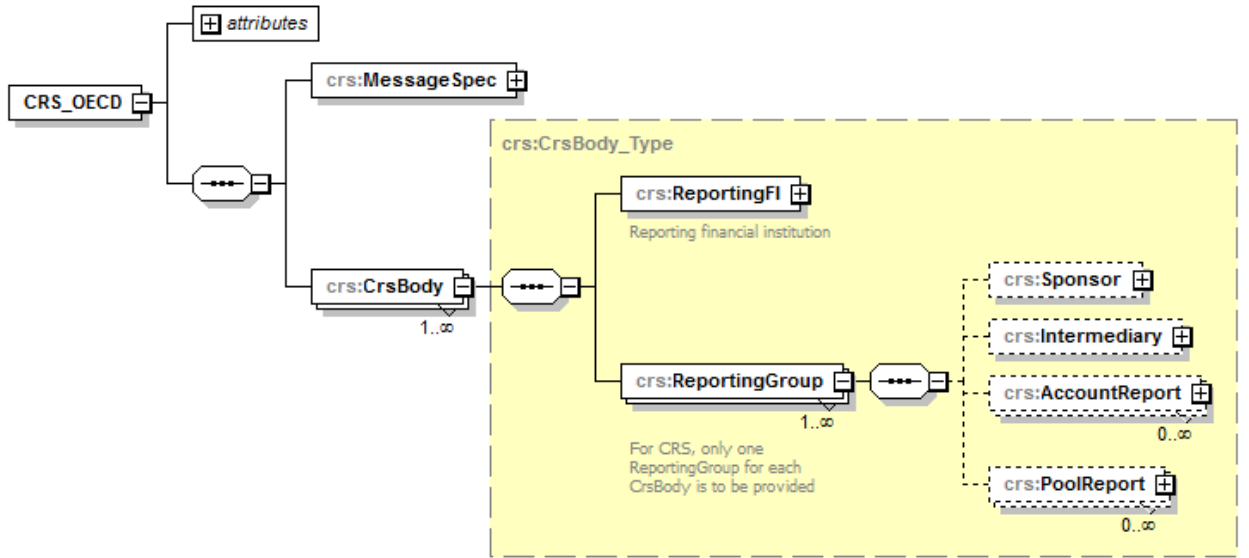 attributes
CRS_OECD
crs:MessageSpec
crs:CrsBody_Type
crs:ReportingFI
Reporting financial institution
crs:CrsBody
1..∞
crs:Sponsor
crs:Intermediary
crs:ReportingGroup
1..∞
crs:AccountReport
0..∞
For CRS, only one
ReportingGroup for each
CrsBody is to be provided
crs:PoolReport
0..∞